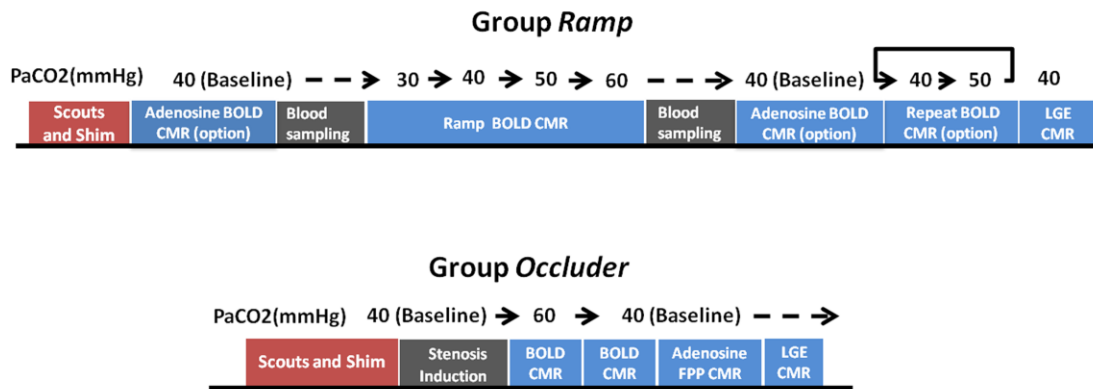 Group Ramp
PaCO2(mmHg) 40 (Baseline) 30 40 50 60 40 (Baseline) 40 50 40
Scouts and Shim
Adenosine BOLD CMR (option)
Blood sampling
Ramp BOLD CMR
Blood sampling
Adenosine BOLD CMR (option)
Repeat BOLD CMR (option)
LGE CMR
Group Occluder
PaCO2(mmHg) 40 (Baseline) 60 40 (Baseline)
Scouts and Shim
Stenosis Induction
BOLD CMR
BOLD CMR
Adenosine FPP CMR
LGE CMR